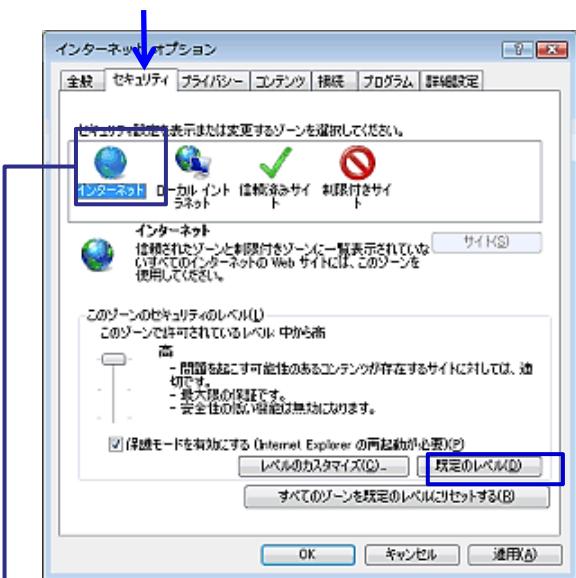 インターネット オプション
全般 セキュリティ プライバシー コンテンツ 接続 プログラム 詳細設定
セキュリティ設定を表示または変更するゾーンを選択してください。
インターネット ローカル イントラネット 信頼済みサイト 制限付きサイト
インターネット
信頼されたゾーンと制限付きゾーンに一覧表示されていな
いすべてのインターネットの Web サイトには、このゾーンを
使用してください。
サイト(S)
このゾーンのセキュリティのレベル(L)
このゾーンで許可されているレベル: 中から高
高
- 問題を起こす可能性のあるコンテンツが存在するサイトに対しては、適
切です。
- 最大限の保証です。
- 安全性の低い機能は無効になります。
保護モードを有効にする (Internet Explorer の再起動が必要)(P)
レベルのカスタマイズ(C)... 既定のレベル(D)
すべてのゾーンを既定のレベルにリセットする(R)
OK キャンセル 適用(A)